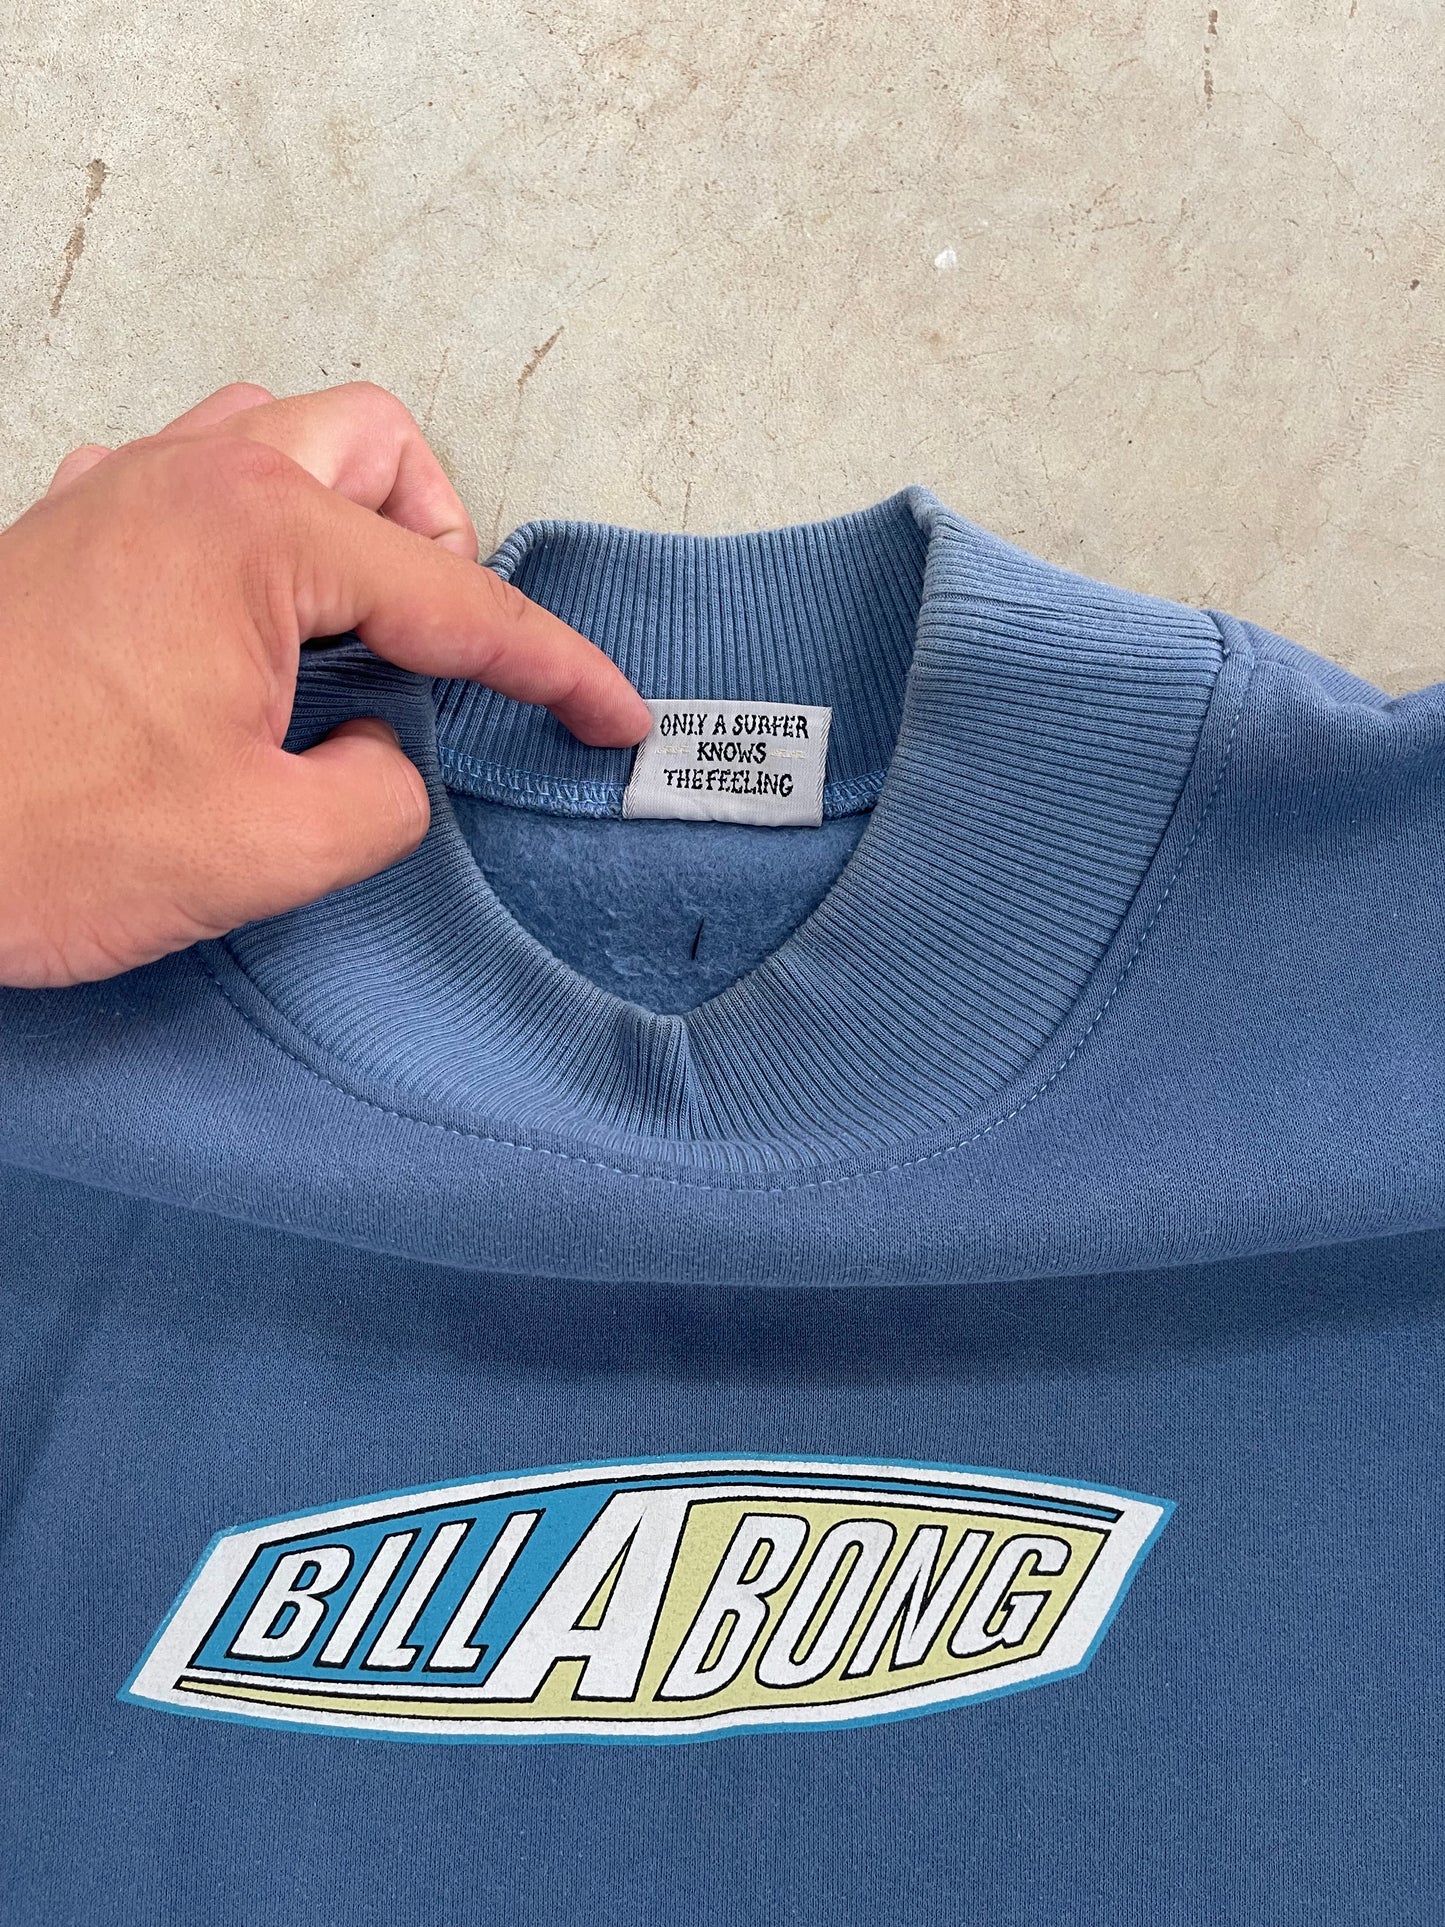 ONLY A SURFER
KNOWS
THE FEELING
BILLABONG